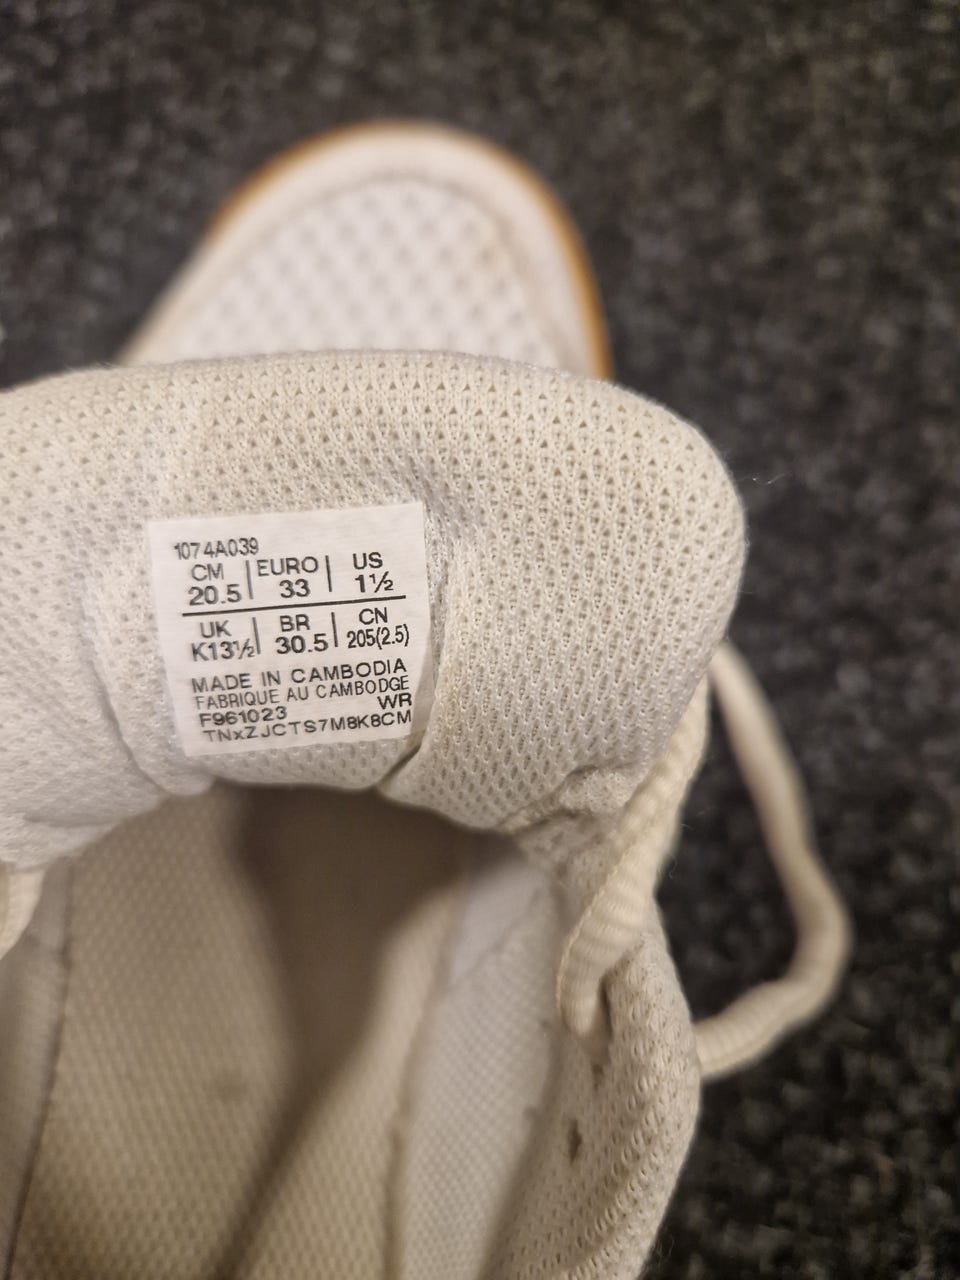 1074A039
CM | EURO | US
20.5 | 33 | 1½
UK | BR | CN
K13½ | 30.5 | 205(2.5)
MADE IN CAMBODIA
FABRIQUE AU CAMBODGE
F961023 WR
TNxZJCTS7M8K8CM